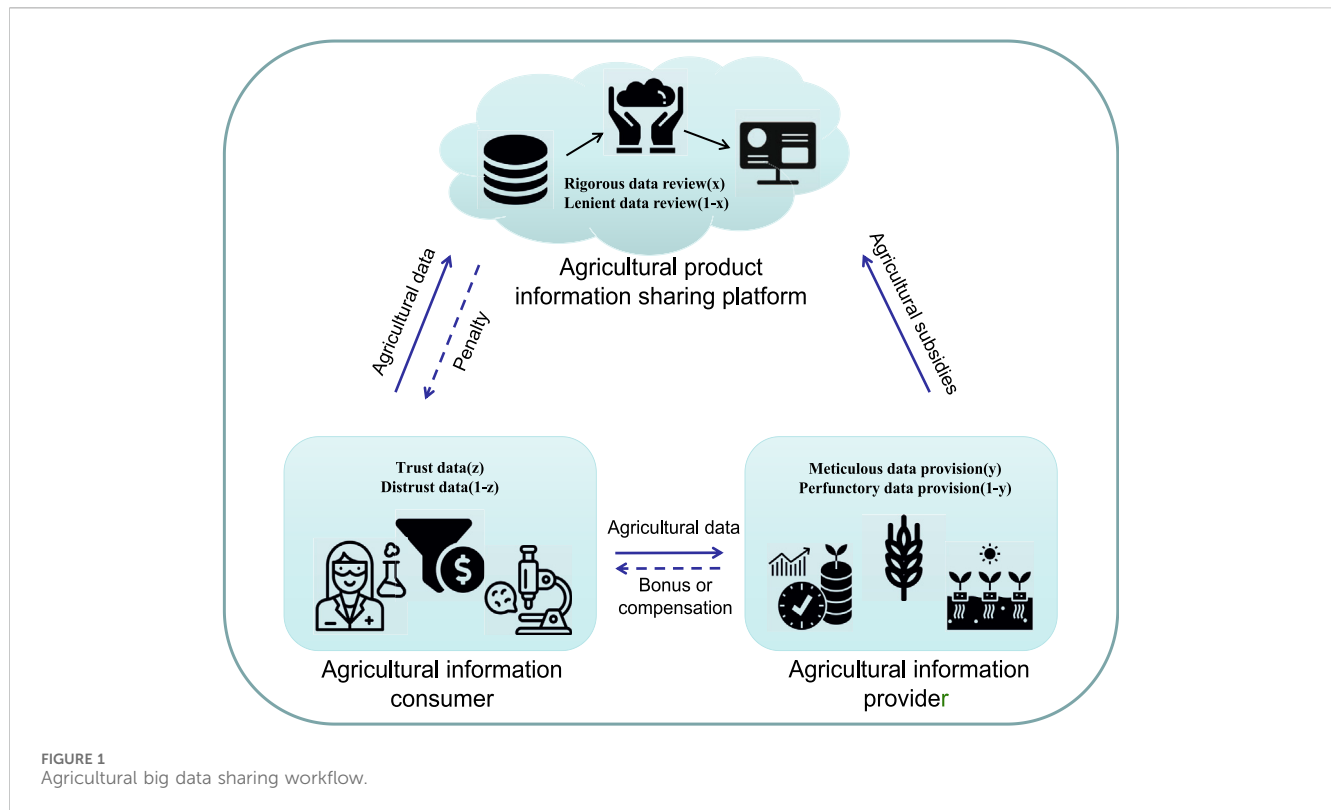 Rigorous data review(x)
Lenient data review(1-x)
Agricultural product
information sharing platform
Agricultural data
Penalty
Agricultural subsidies
Trust data(z)
Distrust data(1-z)
$
Agricultural data
Bonus or
compensation
Meticulous data provision(y)
Perfunctory data provision(1-y)
Agricultural information
consumer
Agricultural information
provider
FIGURE 1
Agricultural big data sharing workflow.